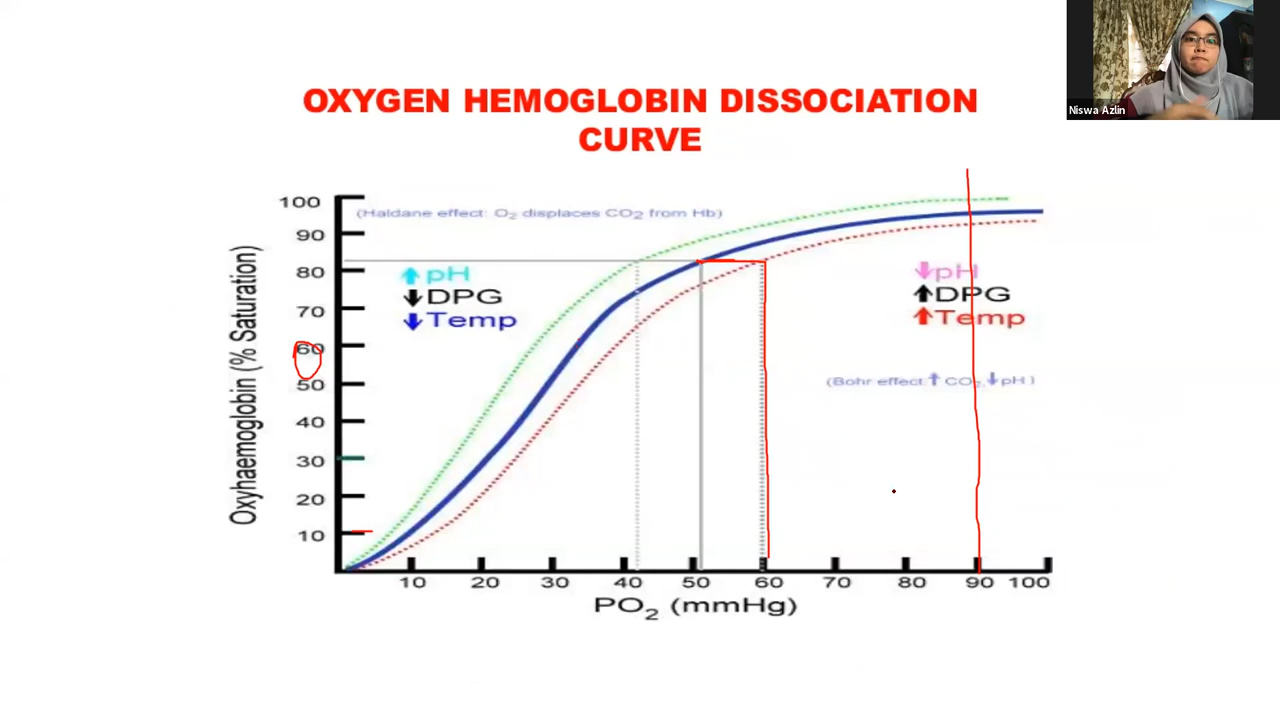 Niswa Azlin
OXYGEN HEMOGLOBIN DISSOCIATION
CURVE
Oxyhaemoglobin (% Saturation)
100
90
80
70
60
50
40
30
20
10
(Haldane effect: O₂ displaces CO₂ from Hb)
↑ pH
↓ DPG
↓ Temp
↓ pH
↑ DPG
↑ Temp
(Bohr effect:↑ CO₂,↓pH )
10 20 30 40 50 60 70 80 90 100
PO₂ (mmHg)